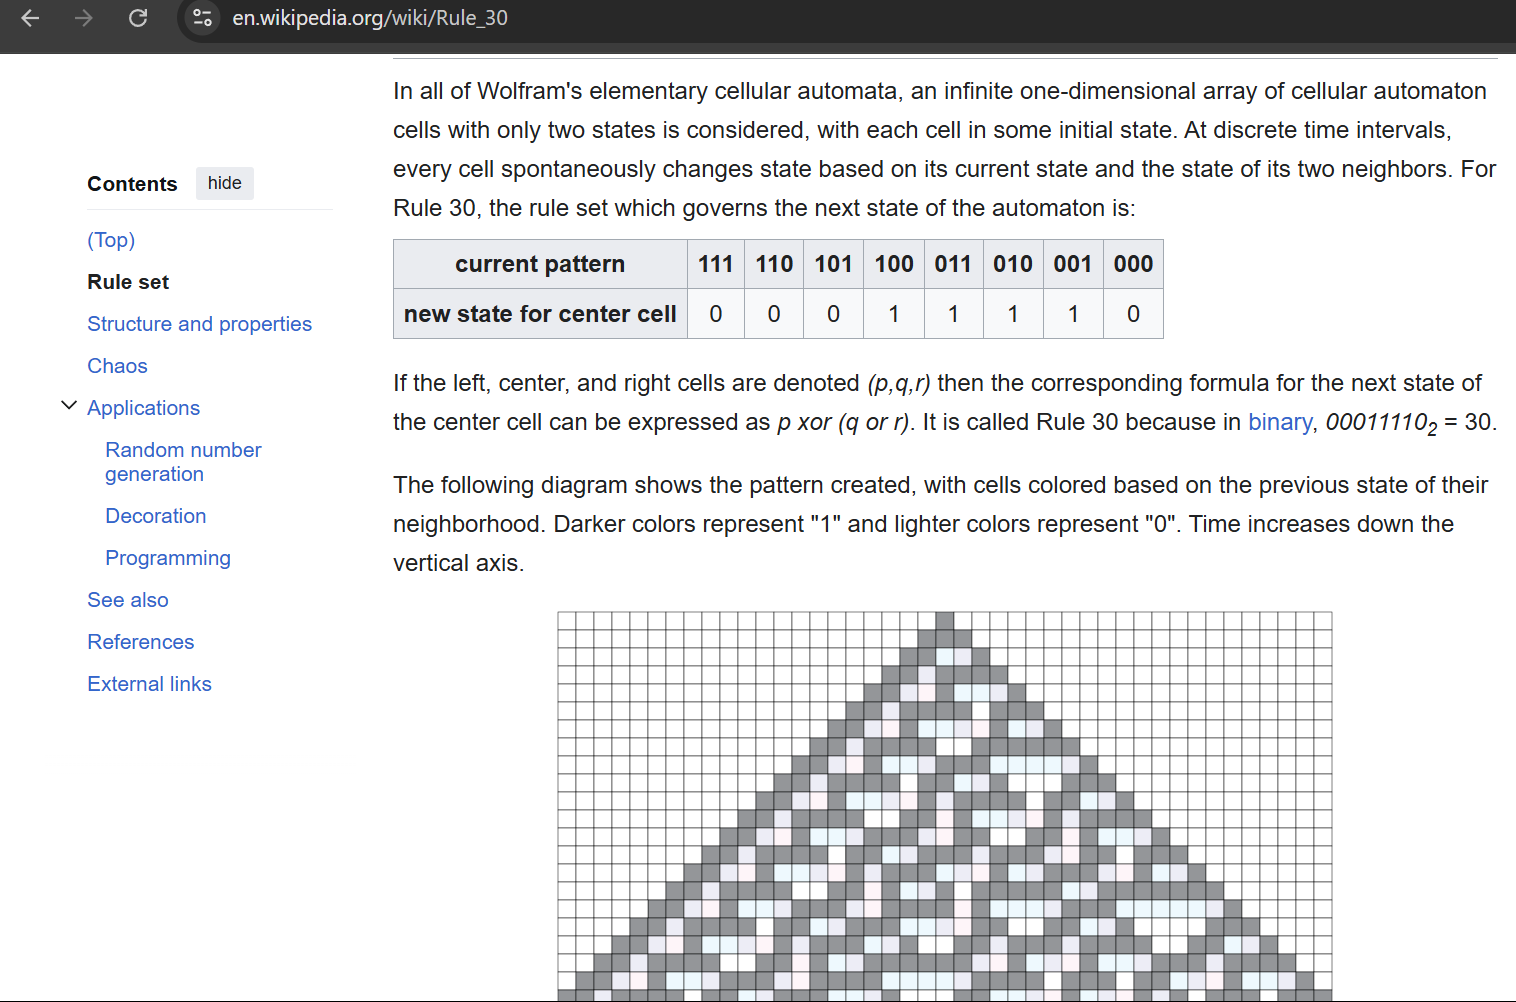 en.wikipedia.org/wiki/Rule_30
Contents hide
(Top)
Rule set
Structure and properties
Chaos
Applications
Random number
generation
Decoration
Programming
See also
References
External links
In all of Wolfram's elementary cellular automata, an infinite one-dimensional array of cellular automaton
cells with only two states is considered, with each cell in some initial state. At discrete time intervals,
every cell spontaneously changes state based on its current state and the state of its two neighbors. For
Rule 30, the rule set which governs the next state of the automaton is:
current pattern 111 110 101 100 011 010 001 000
new state for center cell 0 0 0 1 1 1 1 0
If the left, center, and right cells are denoted (p,q,r) then the corresponding formula for the next state of
the center cell can be expressed as p xor (q or r). It is called Rule 30 because in binary, 00011110₂ = 30.
The following diagram shows the pattern created, with cells colored based on the previous state of their
neighborhood. Darker colors represent "1" and lighter colors represent "0". Time increases down the
vertical axis.